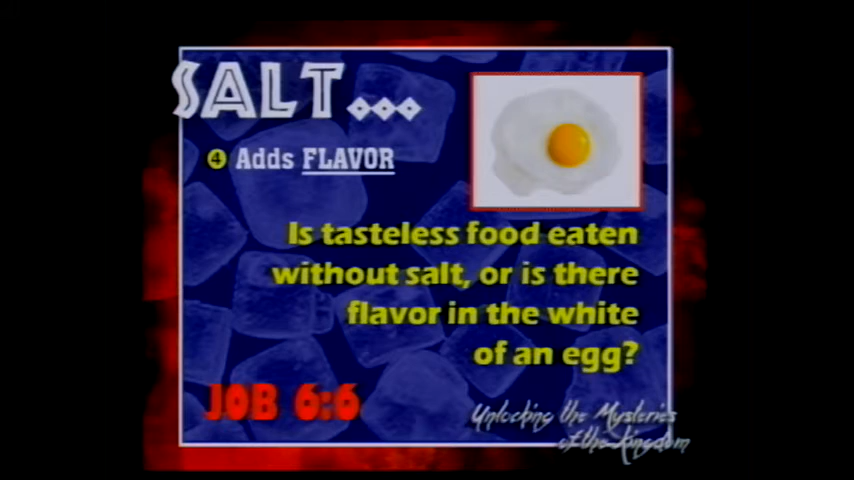 SALT...
4 Adds FLAVOR
Is tasteless food eaten
without salt, or is there
flavor in the white
of an egg?
JOB 6:6
Unlocking the Mysteries
of the Kingdom